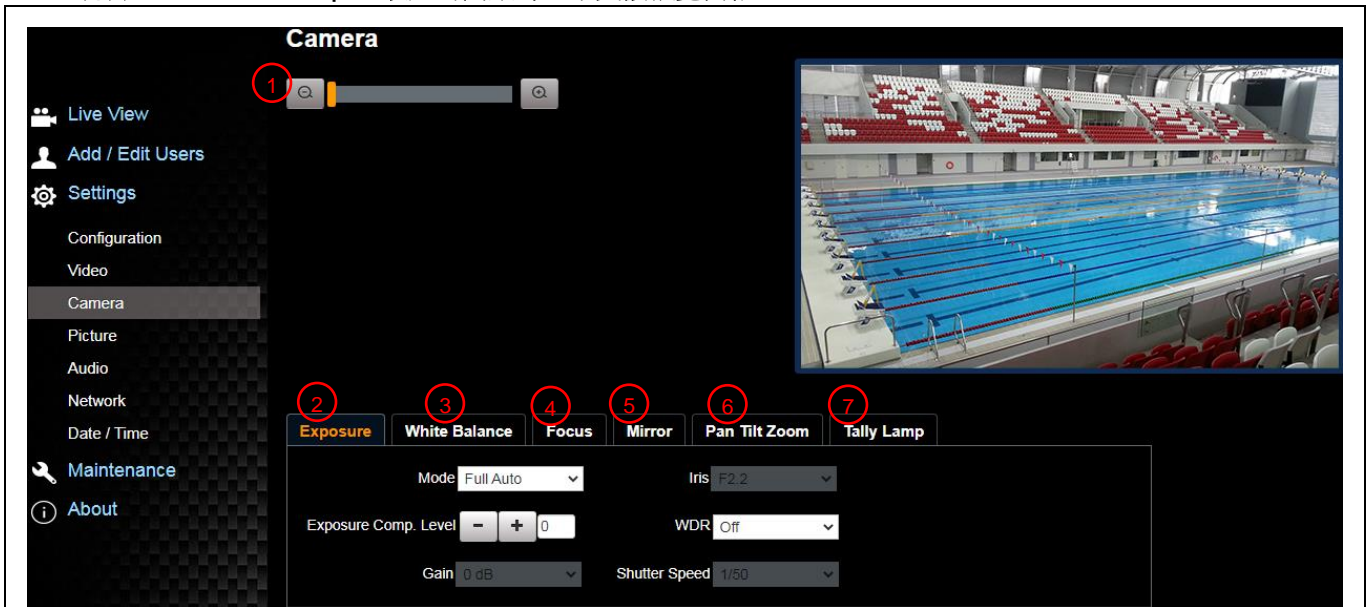 Camera
1
Live View
Add / Edit Users
Settings
Configuration
Video
Camera
Picture
Audio
Network
Date / Time
Maintenance
About
2 3 4 5 6 7
Exposure White Balance Focus Mirror Pan Tilt Zoom Tally Lamp
Mode Full Auto Iris F2.2
Exposure Comp. Level - + 0 WDR Off
Gain 0 dB Shutter Speed 1/50